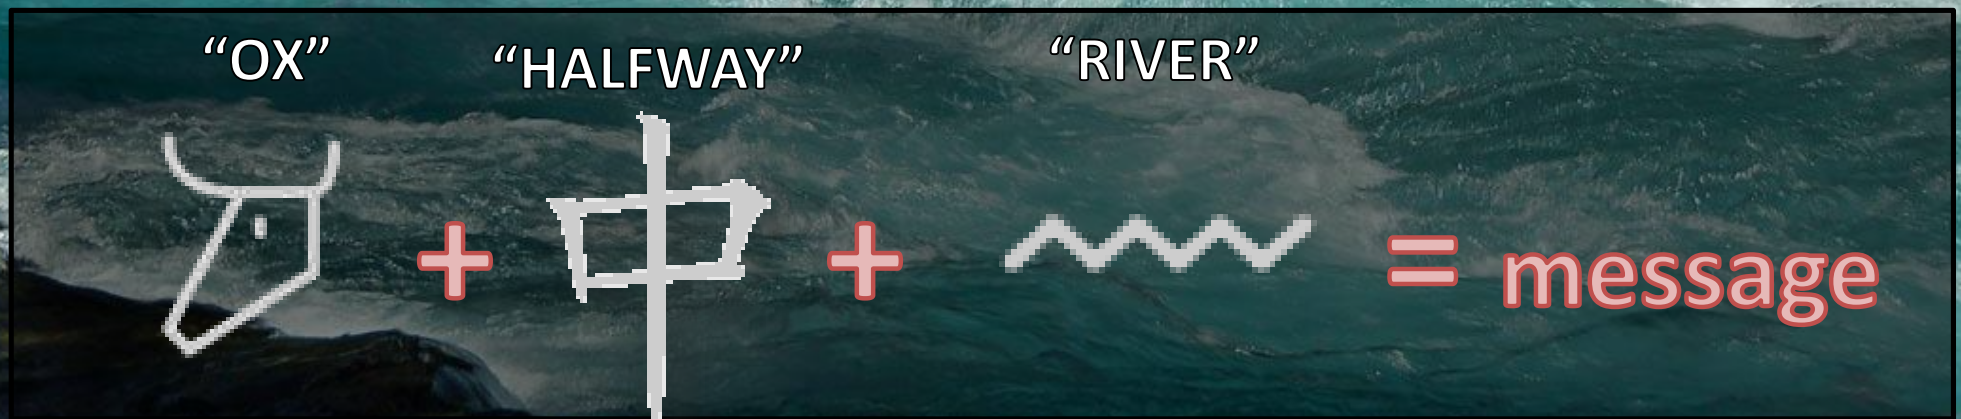 “OX” “HALFWAY” “RIVER”
+ 中 + = message